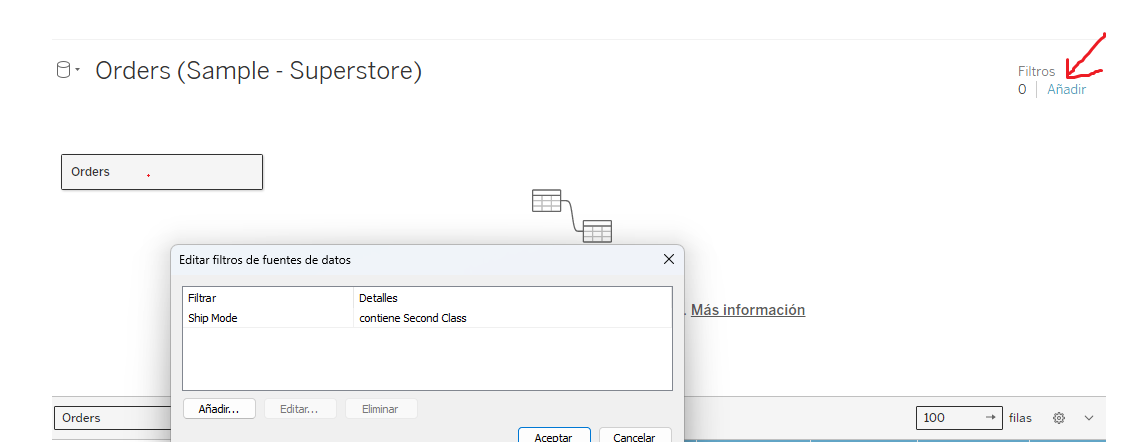 Orders (Sample - Superstore)
Filtros
0 Añadir
Orders
Editar filtros de fuentes de datos
Filtrar Detalles
Ship Mode contiene Second Class
. Más información
Añadir... Editar... Eliminar
Orders 100 filas
Aceptar Cancelar